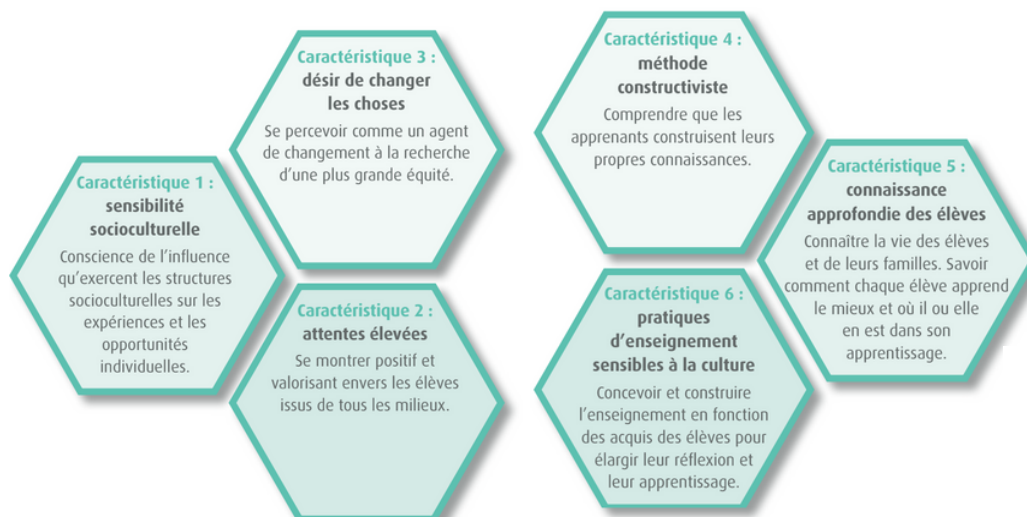 Caractéristique 1 :
sensibilité
socioculturelle
Conscience de l’influence
qu’exercent les structures
socioculturelles sur les
expériences et les
opportunités
individuelles.
Caractéristique 2 :
attentes élevées
Se montrer positif et
valorisant envers les élèves
issus de tous les milieux.
Caractéristique 3 :
désir de changer
les choses
Se percevoir comme un agent
de changement à la recherche
d’une plus grande équité.
Caractéristique 4 :
méthode
constructiviste
Comprendre que les
apprenants construisent leurs
propres connaissances.
Caractéristique 5 :
connaissance
approfondie des élèves
Connaître la vie des élèves
et de leurs familles. Savoir
comment chaque élève apprend
le mieux et où il ou elle
en est dans son
apprentissage.
Caractéristique 6 :
pratiques
d’enseignement
sensibles à la culture
Concevoir et construire
l’enseignement en fonction
des acquis des élèves pour
élargir leur réflexion et
leur apprentissage.